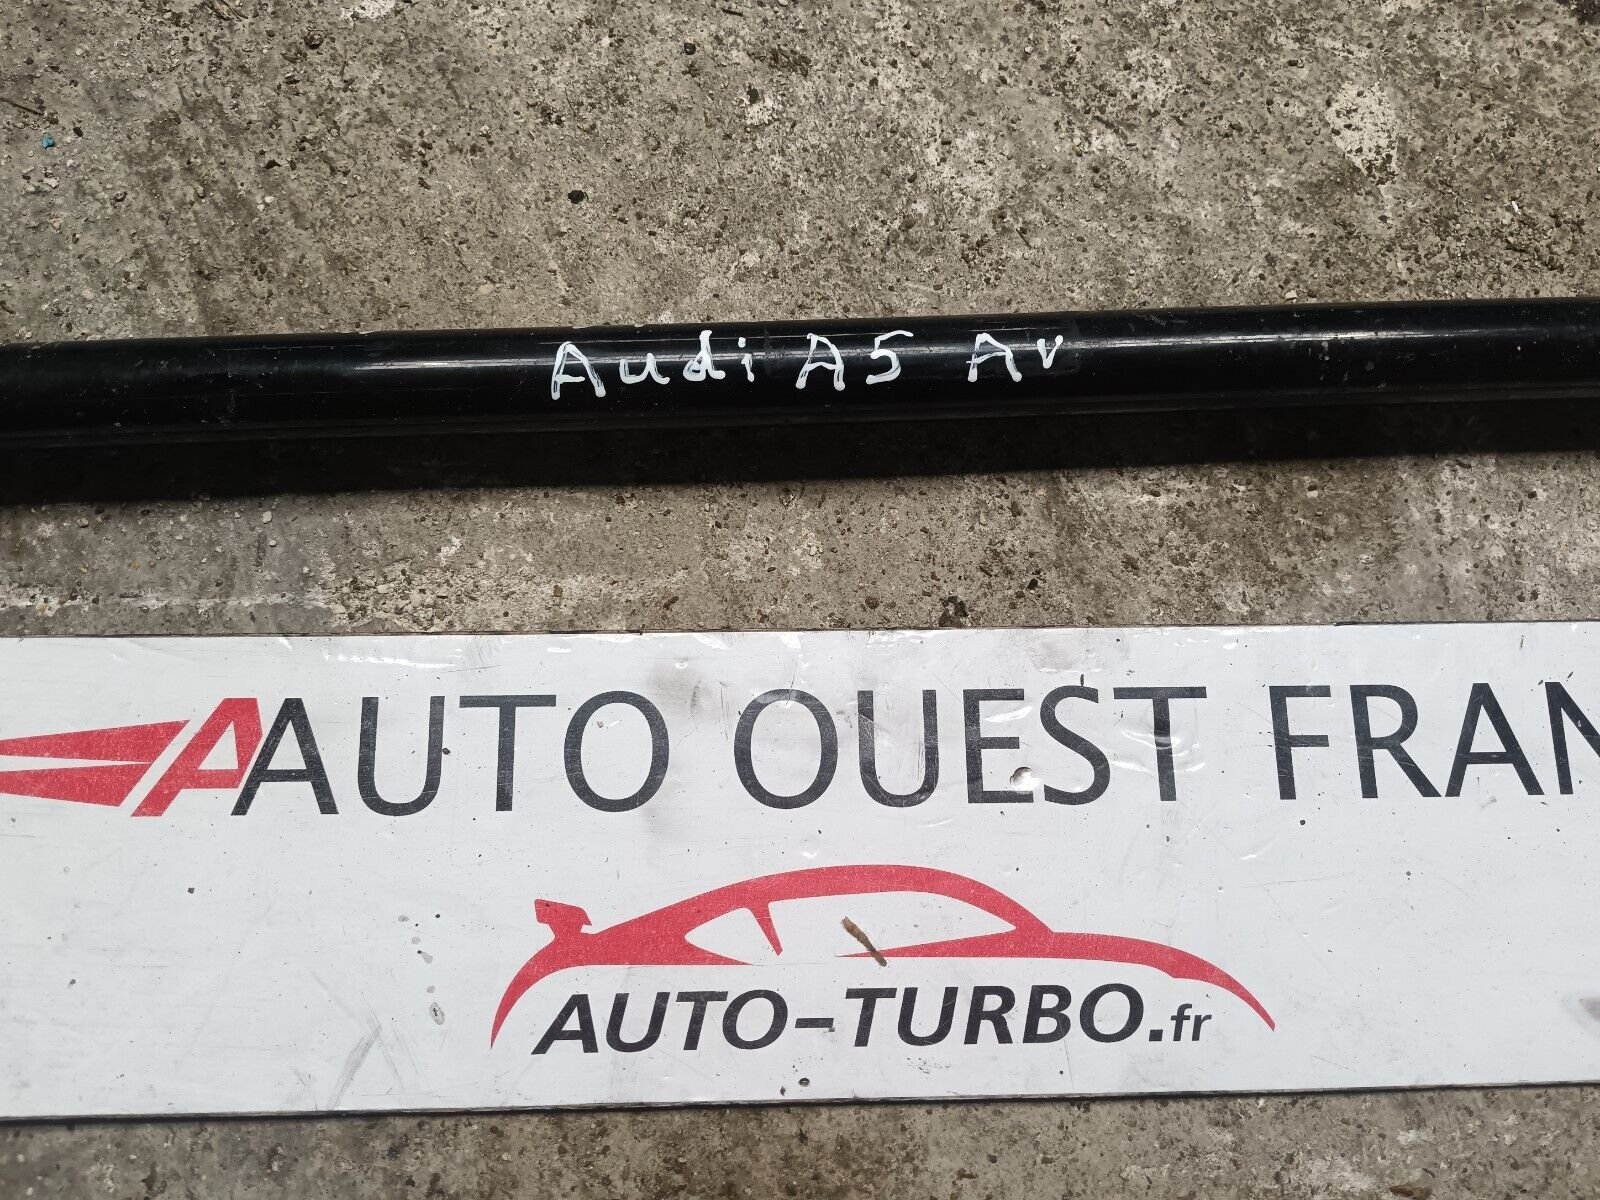 Audi A5 Av
AUTO OUEST FRAN
AUTO-TURBO.fr